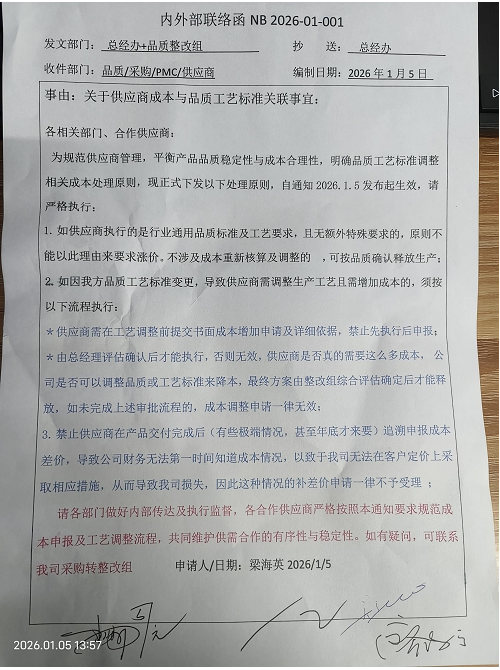 内外部联络函 NB 2026-01-001
发文部门： 总经办+品质整改组 抄 送： 总经办
收件部门：品质/采购/PMC/供应商 编制日期：2026 年 1 月 5 日
事由：关于供应商成本与品质工艺标准关联事宜：
各相关部门、合作供应商：
为规范供应商管理，平衡产品品质稳定性与成本合理性，明确品质工艺标准调整
相关成本处理原则，现正式下发以下处理原则，自通知 2026.1.5 发布起生效，请
严格执行：
1. 如供应商执行的是行业通用品质标准及工艺要求，且无额外特殊要求的，原则不
能以此理由来要求涨价。不涉及成本重新核算及调整的 ，可按品质确认释放生产；
2. 如因我方品质工艺标准变更，导致供应商需调整生产工艺且需增加成本的，须按
以下流程执行：
＊供应商需在工艺调整前提交书面成本增加申请及详细依据，禁止先执行后申报；
＊由总经理评估确认后才能执行，否则无效，供应商是否真的需要这么多成本， 公
司是否可以调整品质或工艺标准来降本，最终方案由整改组综合评估确定后才能释
放，如未完成上述审批流程的，成本调整申请一律无效；
3. 禁止供应商在产品交付完成后（有些极端情况，甚至年底才来要）追溯申报成本
差价，导致公司财务无法第一时间知道成本情况，以致于我司无法在客户定价上采
取相应措施，从而导致我司损失，因此这种情况的补差价申请一律不予受理 ；
请各部门做好内部传达及执行监督，各合作供应商严格按照本通知要求规范成
本申报及工艺调整流程，共同维护供需合作的有序性与稳定性。如有疑问，可联系
我司采购转整改组 申请人/日期：梁海英 2026/1/5
2026.01.05 13:57